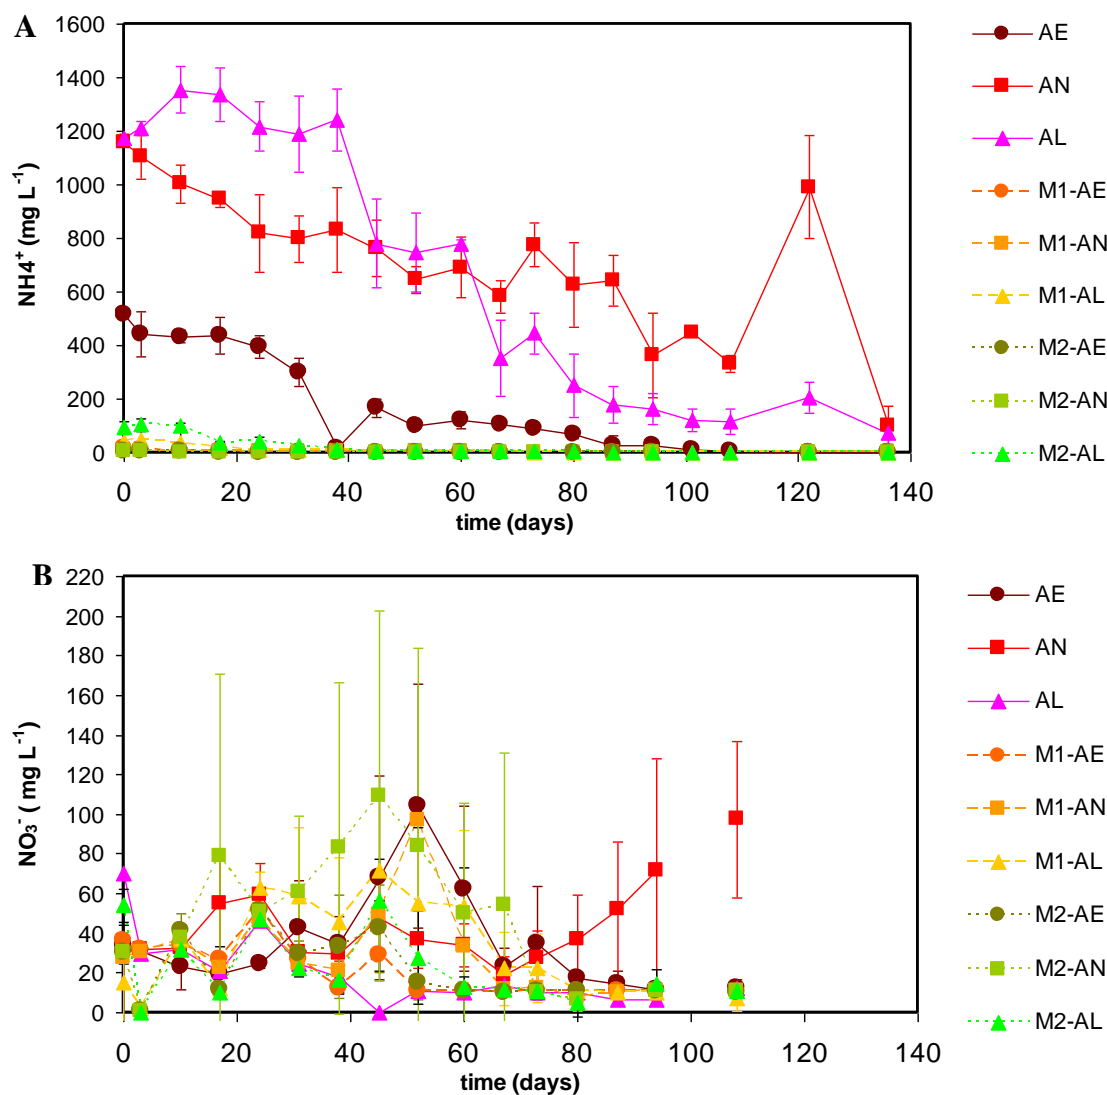 A
NH4⁺ (mg L⁻¹)
1600
1400
1200
1000
800
600
400
200
0
0 20 40 60 80 100 120 140
time (days)
AE
AN
AL
M1-AE
M1-AN
M1-AL
M2-AE
M2-AN
M2-AL
B
NO₃⁻ ( mg L⁻¹)
220
200
180
160
140
120
100
80
60
40
20
0
0 20 40 60 80 100 120 140
time (days)
AE
AN
AL
M1-AE
M1-AN
M1-AL
M2-AE
M2-AN
M2-AL